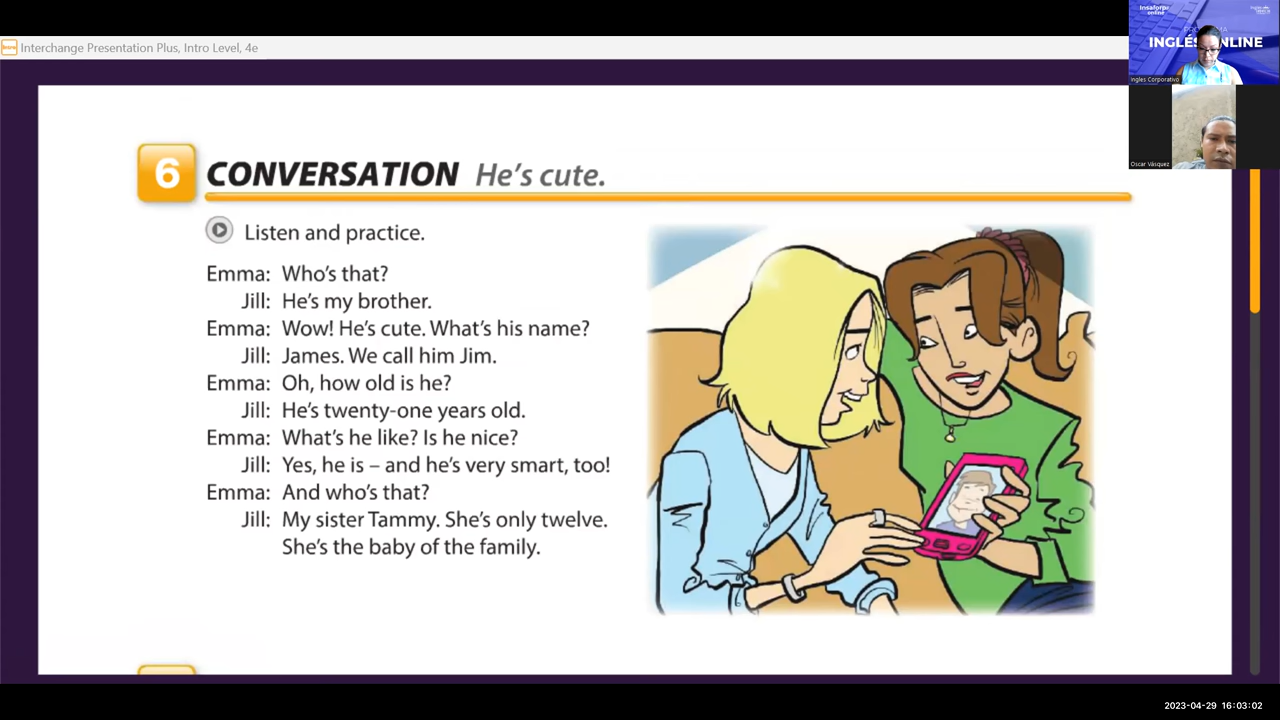 Interchange Presentation Plus, Intro Level, 4e
Insaforp
online
INGLÉS ONLINE
Ingles Corporativo
Oscar Vásquez
6 CONVERSATION He's cute.
Listen and practice.
Emma: Who's that?
Jill: He's my brother.
Emma: Wow! He's cute. What's his name?
Jill: James. We call him Jim.
Emma: Oh, how old is he?
Jill: He's twenty-one years old.
Emma: What's he like? Is he nice?
Jill: Yes, he is – and he's very smart, too!
Emma: And who's that?
Jill: My sister Tammy. She's only twelve.
She's the baby of the family.
2023-04-29 16:03:02